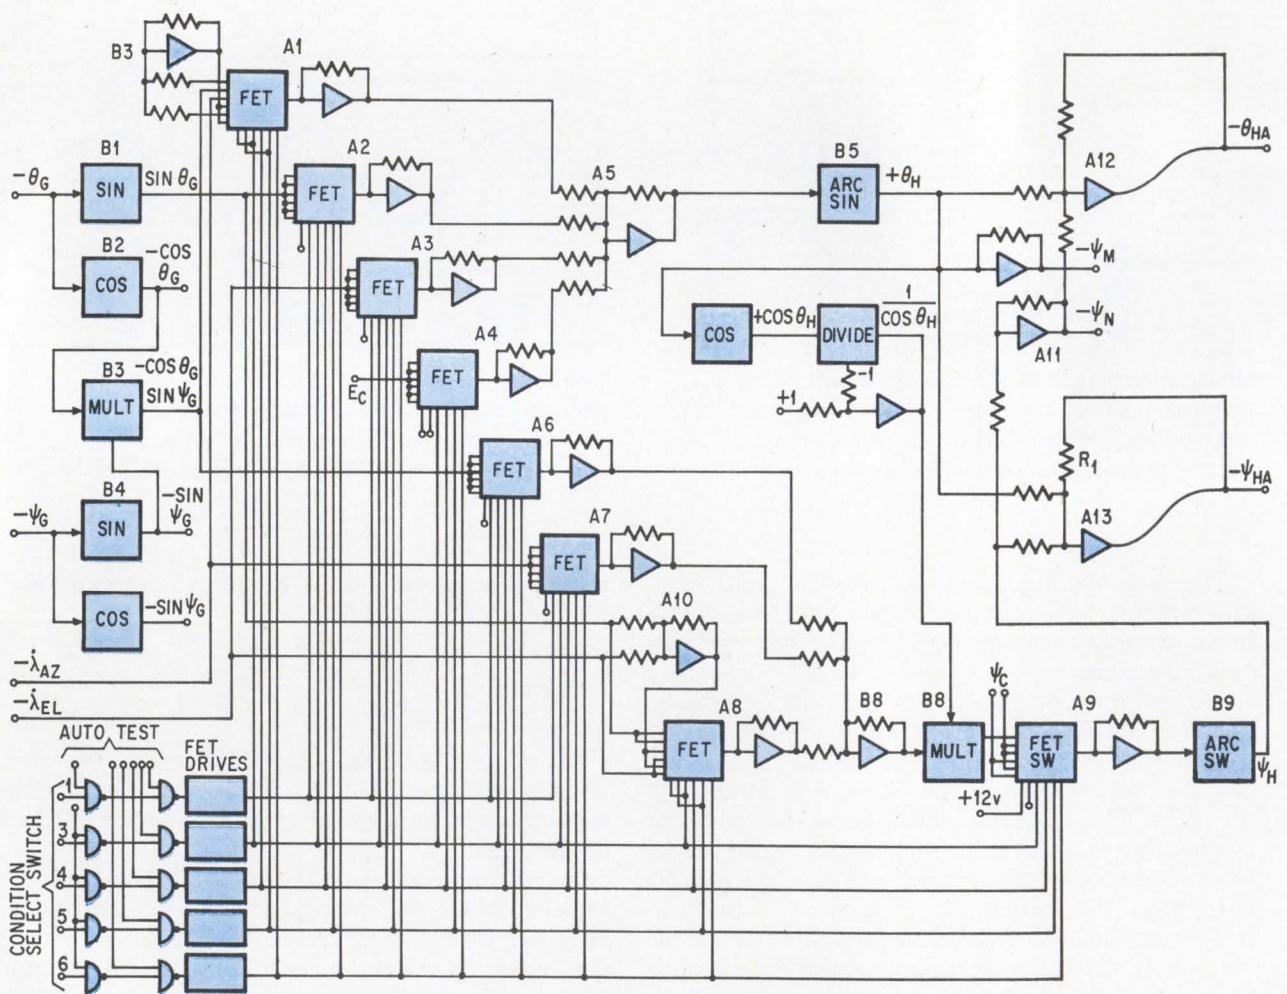 B3
A1
FET
B1
A2
-θG
SIN
SIN θG
FET
A5
B5
ARC SIN
+θH
A12
-θHA
B2
-COS θG
COS
A3
FET
-ψM
-ψN
A4
FET
EC
COS
+COS θH
DIVIDE
1
COS θH
A11
-1
+1
B3
-COS θG
MULT
SIN ψG
A6
FET
R1
-ψHA
B4
-SIN ψG
-ψG
SIN
A7
FET
A13
COS
-SIN ψG
A10
-λ̇AZ
-λ̇EL
AUTO TEST
FET DRIVES
A8
FET
B8
B8
MULT
ψC
FET SW
A9
B9
ARC SW
ψH
+12v
CONDITION SELECT SWITCH
1
3
4
5
6